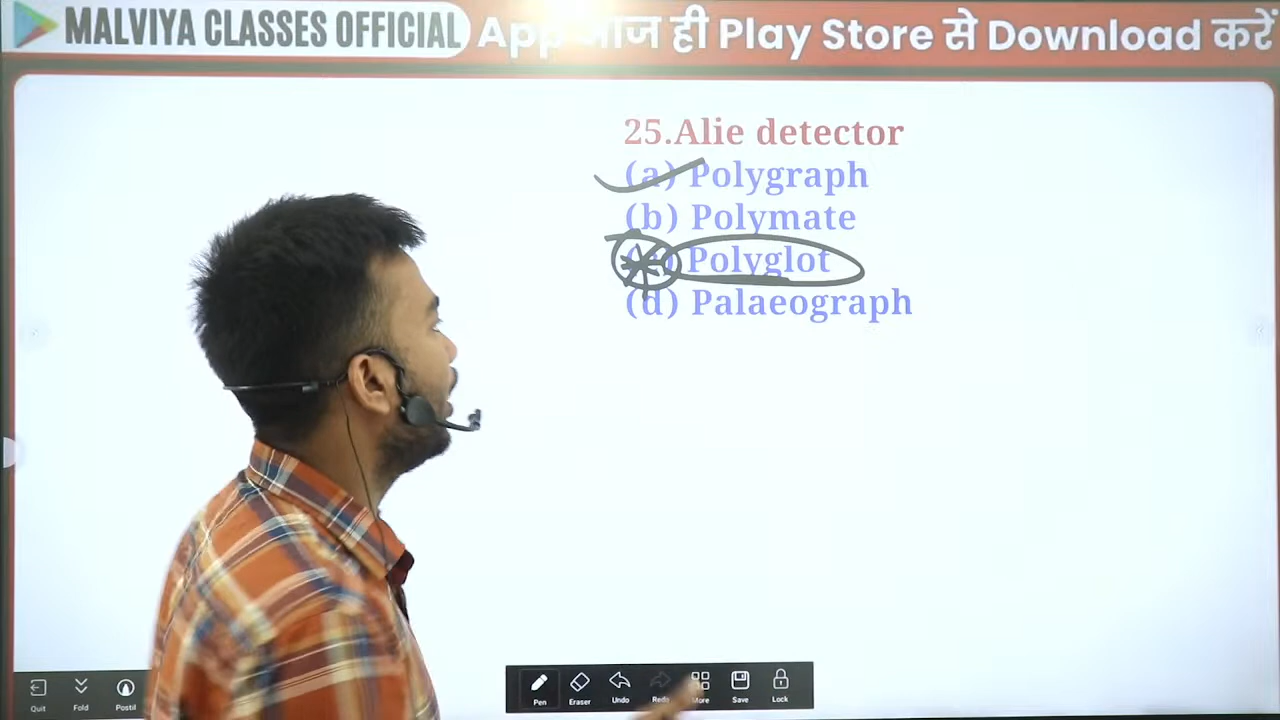 MALVIYA CLASSES OFFICIAL App आज ही Play Store से Download करें
25.Alie detector
(a) Polygraph
(b) Polymate
Polyglot
(d) Palaeograph
Quit Fold Postil Pen Eraser Undo Redo More Save Lock